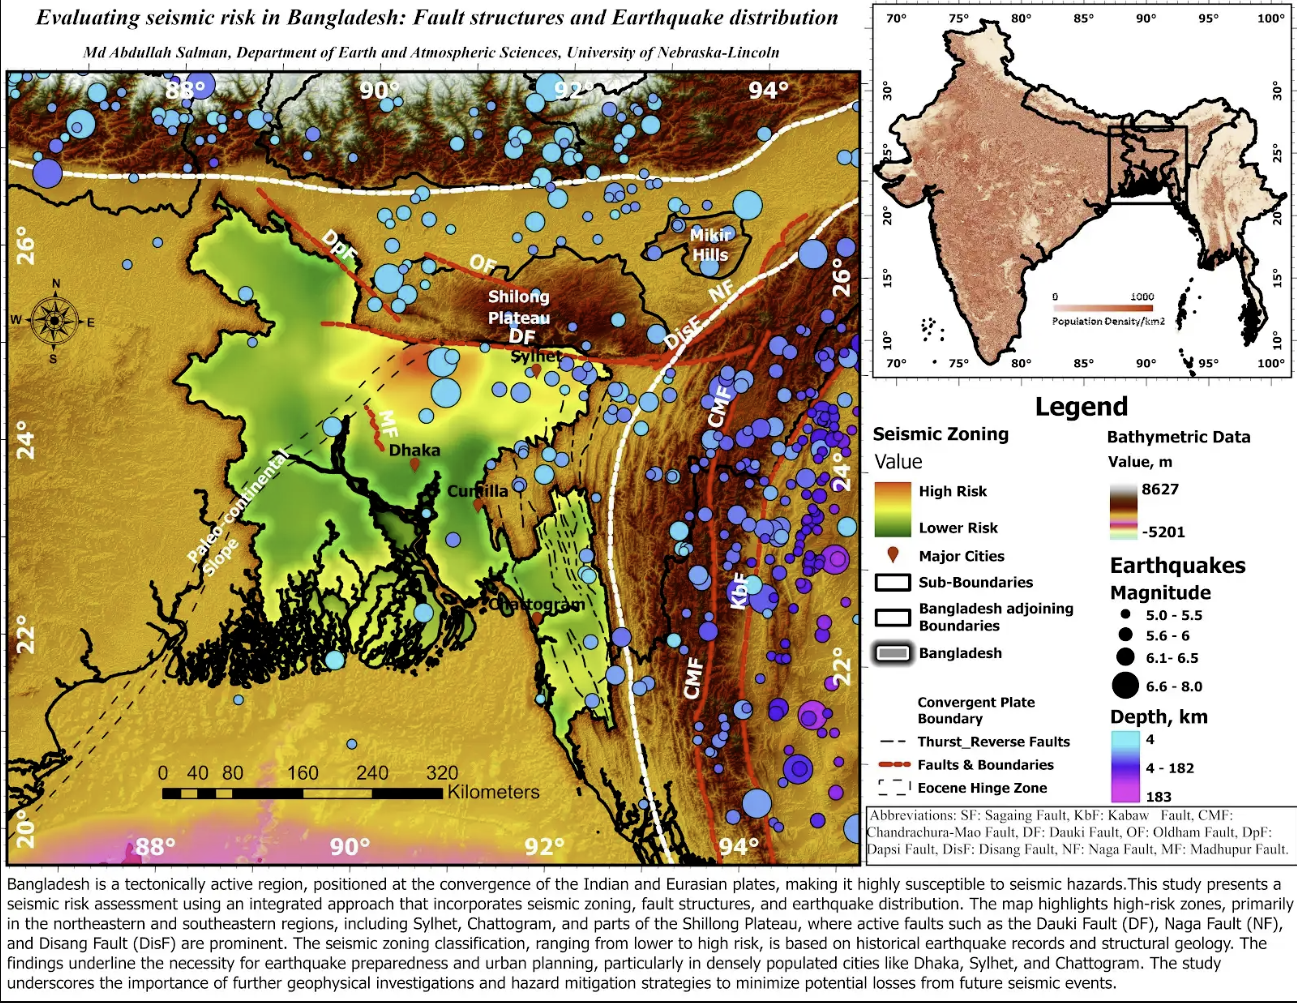 Evaluating seismic risk in Bangladesh: Fault structures and Earthquake distribution
Md Abdullah Salman, Department of Earth and Atmospheric Sciences, University of Nebraska-Lincoln
88° 90° 92° 94°
26°
24°
22°
20°
26°
24°
22°
DpF
OF
Mikir
Hills
Shilong
Plateau
NF
DisF
DF
Sylhet
CMF
MF
Dhaka
Cumilla
Paleo-continental
Slope
KbF
Chattogram
CMF
N
W E
S
0 40 80 160 240 320
Kilometers
88° 90° 92° 94°
70° 75° 80° 85° 90° 95° 100°
30°
25°
20°
15°
10°
30°
25°
20°
15°
10°
0 1000
Population Density/km2
70° 75° 80° 85° 90° 95° 100°
Legend
Seismic Zoning
Value
High Risk
Lower Risk
Major Cities
Sub-Boundaries
Bangladesh adjoining
Boundaries
Bangladesh
Convergent Plate
Boundary
Thurst_Reverse Faults
Faults & Boundaries
Eocene Hinge Zone
Bathymetric Data
Value, m
8627
-5201
Earthquakes
Magnitude
5.0 - 5.5
5.6 - 6
6.1- 6.5
6.6 - 8.0
Depth, km
4
4 - 182
183
Abbreviations: SF: Sagaing Fault, KbF: Kabaw Fault, CMF:
Chandrachura-Mao Fault, DF: Dauki Fault, OF: Oldham Fault, DpF:
Dapsi Fault, DisF: Disang Fault, NF: Naga Fault, MF: Madhupur Fault.
Bangladesh is a tectonically active region, positioned at the convergence of the Indian and Eurasian plates, making it highly susceptible to seismic hazards.This study presents a
seismic risk assessment using an integrated approach that incorporates seismic zoning, fault structures, and earthquake distribution. The map highlights high-risk zones, primarily
in the northeastern and southeastern regions, including Sylhet, Chattogram, and parts of the Shillong Plateau, where active faults such as the Dauki Fault (DF), Naga Fault (NF),
and Disang Fault (DisF) are prominent. The seismic zoning classification, ranging from lower to high risk, is based on historical earthquake records and structural geology. The
findings underline the necessity for earthquake preparedness and urban planning, particularly in densely populated cities like Dhaka, Sylhet, and Chattogram. The study
underscores the importance of further geophysical investigations and hazard mitigation strategies to minimize potential losses from future seismic events.